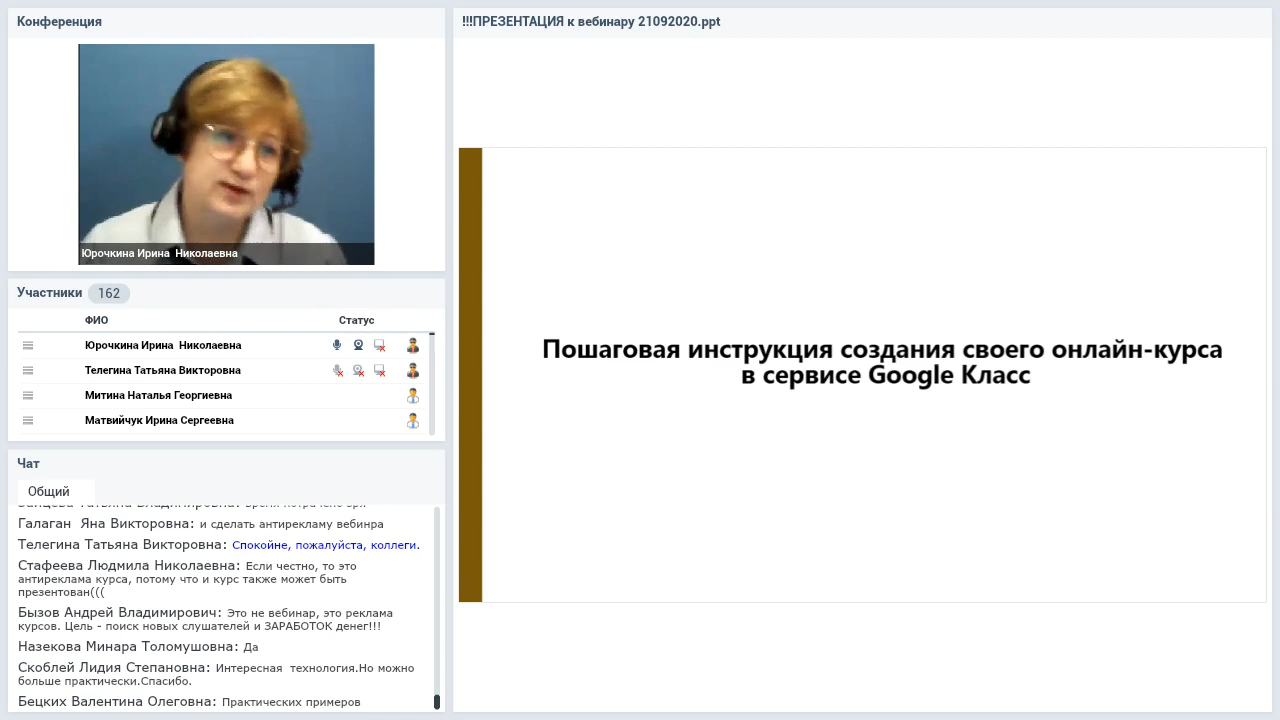 Конференция
Юрочкина Ирина  Николаевна
Участники 162
ФИО Статус
Юрочкина Ирина  Николаевна
Телегина Татьяна Викторовна
Митина Наталья Георгиевна
Матвийчук Ирина Сергеевна
Чат
Общий
Галаган  Яна Викторовна: и сделать антирекламу вебинра
Телегина Татьяна Викторовна: Спокойне, пожалуйста, коллеги.
Стафеева Людмила Николаевна: Если честно, то это
антиреклама курса, потому что и курс также может быть
презентован(((
Бызов Андрей Владимирович: Это не вебинар, это реклама
курсов. Цель - поиск новых слушателей и ЗАРАБОТОК денег!!!
Назекова Минара Толомушовна: Да
Скоблей Лидия Степановна: Интересная  технология.Но можно
больше практически.Спасибо.
Бецких Валентина Олеговна: Практических примеров
!!!ПРЕЗЕНТАЦИЯ к вебинару 21092020.ppt
Пошаговая инструкция создания своего онлайн-курса
в сервисе Google Класс